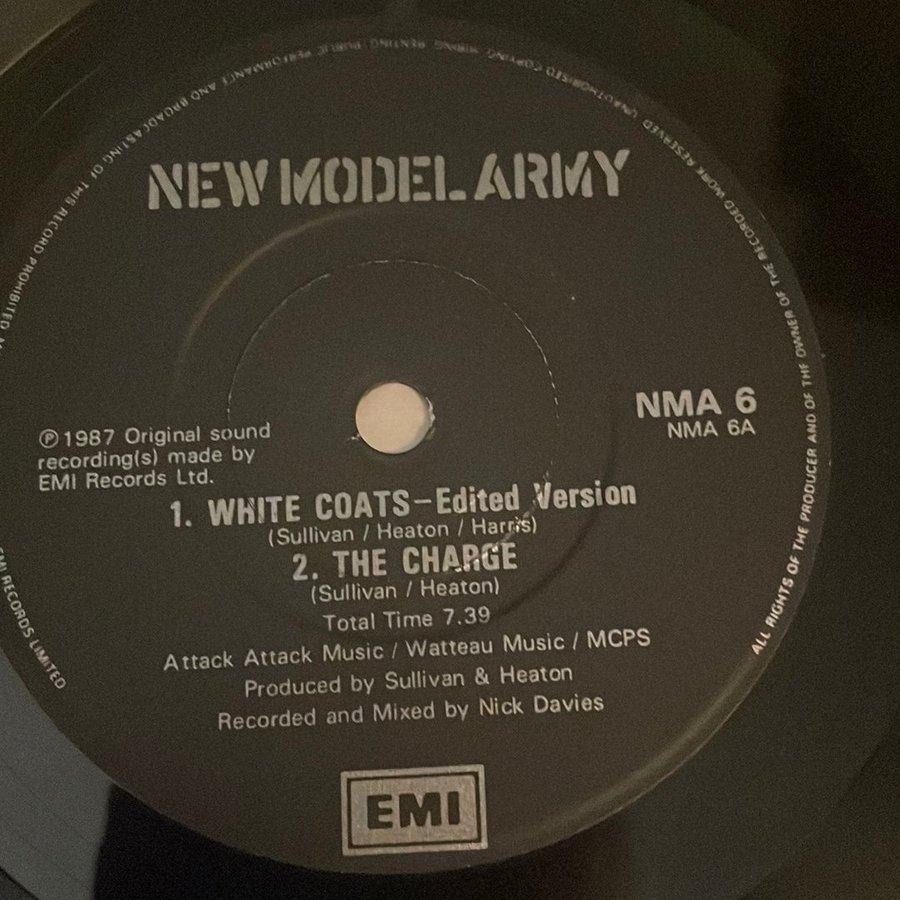 NEW MODEL ARMY
NMA 6
NMA 6A
℗ 1987 Original sound
recording(s) made by
EMI Records Ltd.
1. WHITE COATS–Edited Version
(Sullivan / Heaton / Harris)
2. THE CHARGE
(Sullivan / Heaton)
Total Time 7.39
Attack Attack Music / Watteau Music / MCPS
Produced by Sullivan & Heaton
Recorded and Mixed by Nick Davies
EMI
ALL RIGHTS OF THE PRODUCER AND OF THE OWNER OF THE RECORDED WORK RESERVED UNAUTHORISED COPYING HIRING RENTING PUBLIC PERFORMANCE AND BROADCASTING OF THIS RECORD PROHIBITED
EMI RECORDS LIMITED